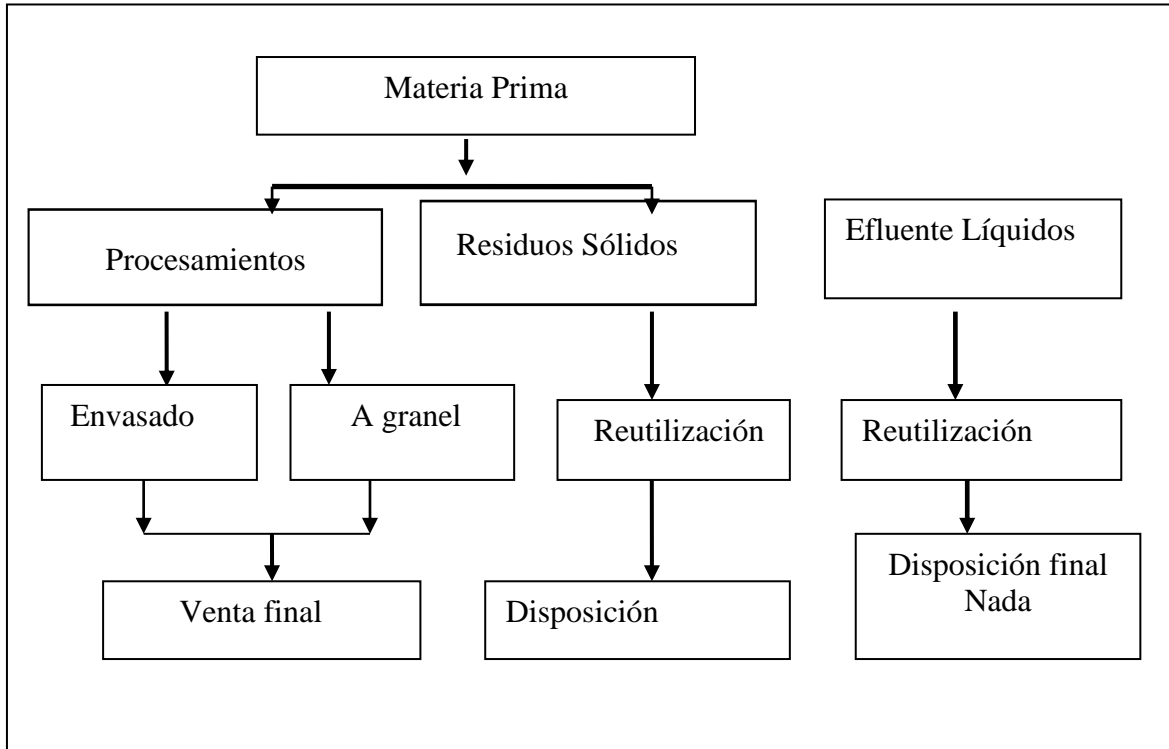 Materia Prima
Procesamientos
Residuos Sólidos
Efluente Líquidos
Envasado
A granel
Reutilización
Reutilización
Venta final
Disposición
Disposición final
Nada